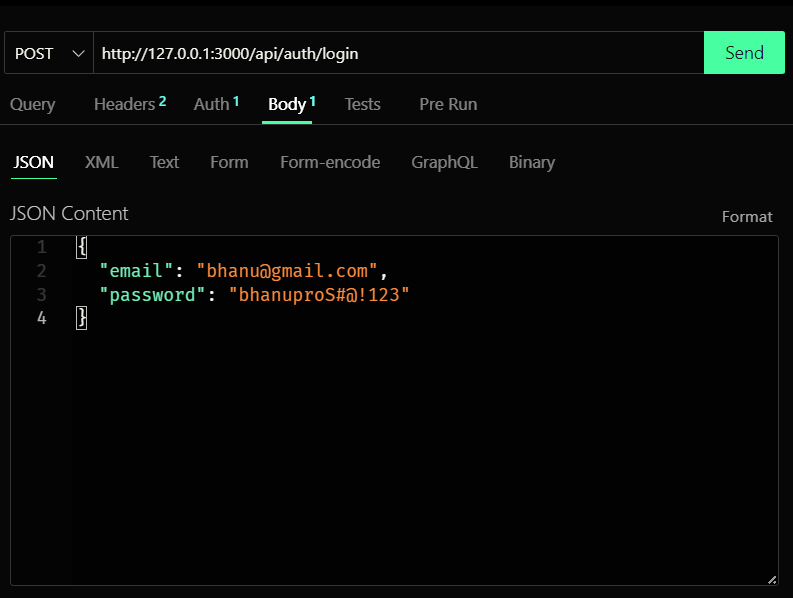 POST http://127.0.0.1:3000/api/auth/login Send
Query Headers 2 Auth 1 Body 1 Tests Pre Run
JSON XML Text Form Form-encode GraphQL Binary
JSON Content Format
1 {
2 "email": "bhanu@gmail.com",
3 "password": "bhanuproS#@!123"
4 }